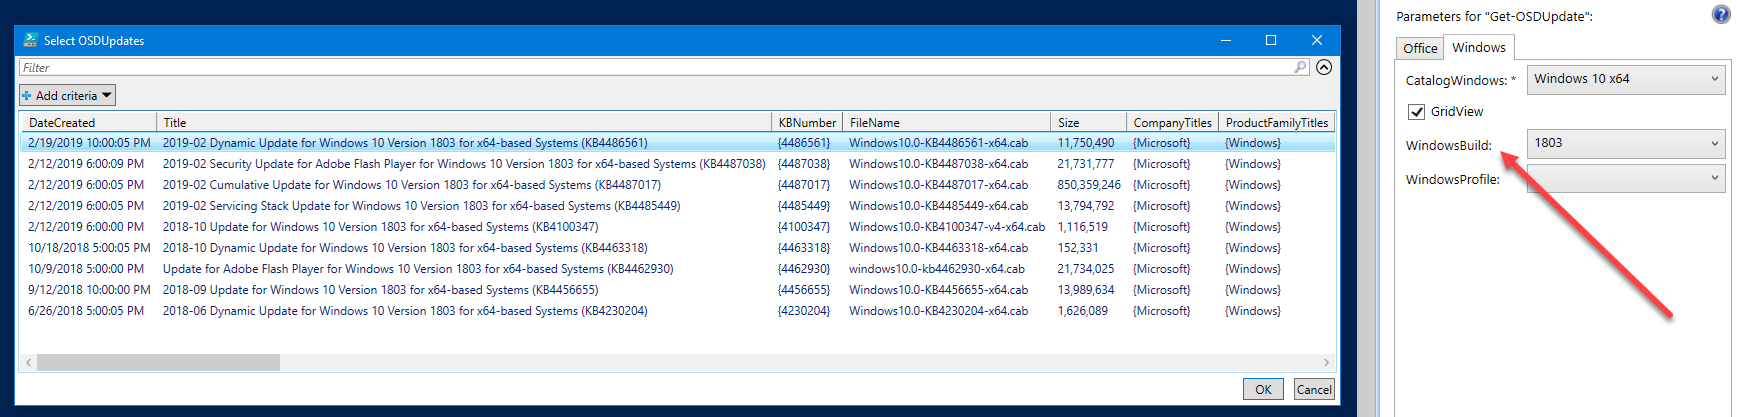 Select OSDUpdates
Filter
Add criteria
DateCreated Title KBNumber FileName Size CompanyTitles ProductFamilyTitles
2/19/2019 10:00:05 PM 2019-02 Dynamic Update for Windows 10 Version 1803 for x64-based Systems (KB4486561) {4486561} Windows10.0-KB4486561-x64.cab 11,750,490 {Microsoft} {Windows}
2/12/2019 6:00:09 PM 2019-02 Security Update for Adobe Flash Player for Windows 10 Version 1803 for x64-based Systems (KB4487038) {4487038} Windows10.0-KB4487038-x64.cab 21,731,777 {Microsoft} {Windows}
2/12/2019 6:00:05 PM 2019-02 Cumulative Update for Windows 10 Version 1803 for x64-based Systems (KB4487017) {4487017} Windows10.0-KB4487017-x64.cab 850,359,246 {Microsoft} {Windows}
2/12/2019 6:00:05 PM 2019-02 Servicing Stack Update for Windows 10 Version 1803 for x64-based Systems (KB4485449) {4485449} Windows10.0-KB4485449-x64.cab 13,794,792 {Microsoft} {Windows}
2/12/2019 6:00:00 PM 2018-10 Update for Windows 10 Version 1803 for x64-based Systems (KB4100347) {4100347} Windows10.0-KB4100347-v4-x64.cab 1,116,519 {Microsoft} {Windows}
10/18/2018 5:00:05 PM 2018-10 Dynamic Update for Windows 10 Version 1803 for x64-based Systems (KB4463318) {4463318} Windows10.0-KB4463318-x64.cab 152,331 {Microsoft} {Windows}
10/9/2018 5:00:00 PM Update for Adobe Flash Player for Windows 10 Version 1803 for x64-based Systems (KB4462930) {4462930} windows10.0-kb4462930-x64.cab 21,734,025 {Microsoft} {Windows}
9/12/2018 10:00:00 PM 2018-09 Update for Windows 10 Version 1803 for x64-based Systems (KB4456655) {4456655} Windows10.0-KB4456655-x64.cab 13,989,634 {Microsoft} {Windows}
6/26/2018 5:00:05 PM 2018-06 Dynamic Update for Windows 10 Version 1803 for x64-based Systems (KB4230204) {4230204} Windows10.0-KB4230204-x64.cab 1,626,089 {Microsoft} {Windows}
OK Cancel
Parameters for "Get-OSDUpdate":
Office Windows
CatalogWindows: * Windows 10 x64
GridView
WindowsBuild: 1803
WindowsProfile: